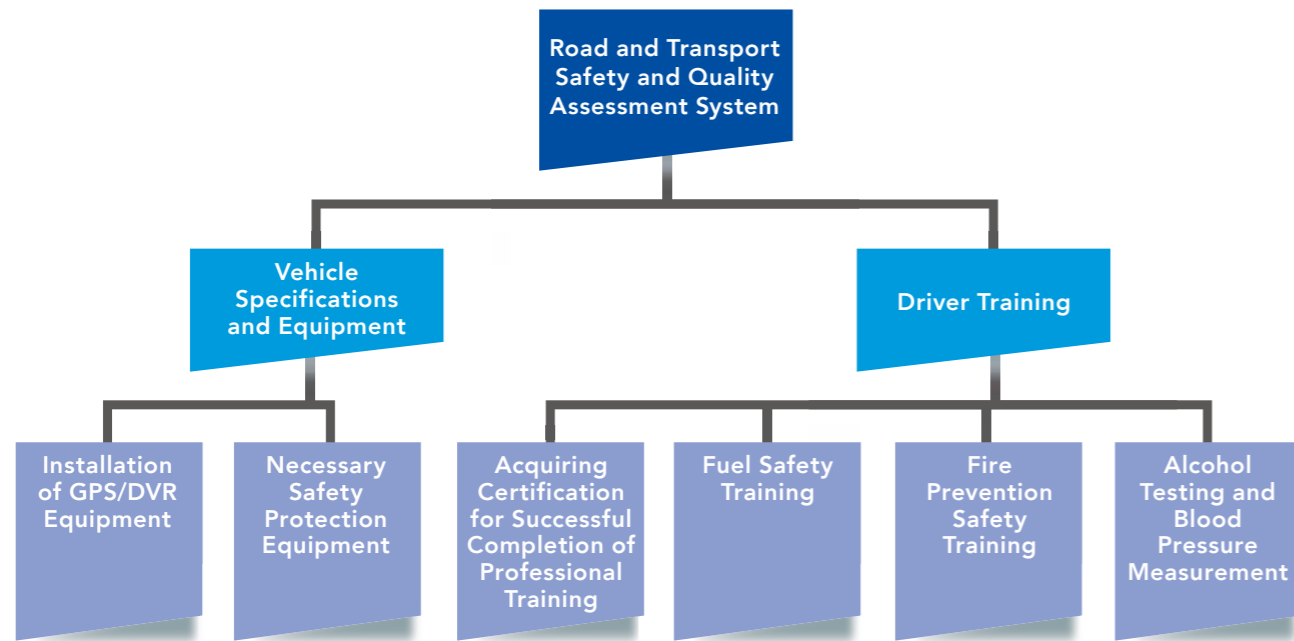 Road and Transport
Safety and Quality
Assessment System
Vehicle
Specifications
and Equipment
Driver Training
Installation
of GPS/DVR
Equipment
Necessary
Safety
Protection
Equipment
Acquiring
Certification
for Successful
Completion of
Professional
Training
Fuel Safety
Training
Fire
Prevention
Safety
Training
Alcohol
Testing and
Blood
Pressure
Measurement